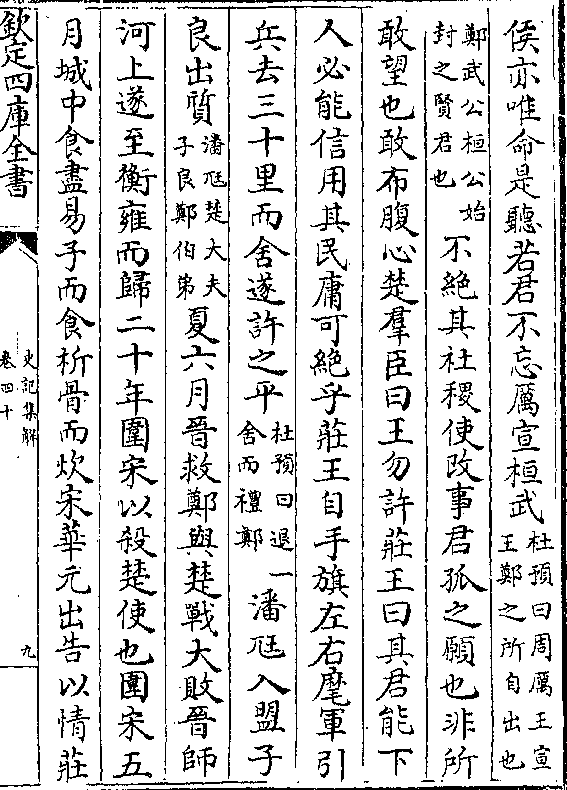 侯亦唯命是聽若君不忘厲宣桓武杜預曰周厲王宣王鄭之所自出也
鄭武公桓公始封之賢君也不絶其社稷使改事君孤之願也非所
敢望也敢布腹心楚羣臣曰王勿許莊王曰其君能下
人必能信用其民庸可絶乎莊王自手旗左右麾軍引
兵去三十里而舍遂許之平杜預曰退一舍而禮鄭潘尫入盟子
良出質潘尫楚大夫子良鄭伯弟夏六月晉救鄭與楚戰大敗晉師
河上遂至衡雍而歸二十年圍宋以殺楚使也圍宋五
月城中食盡易子而食析骨而炊宋華元出告以情莊
欽定四庫全書
史記集解
卷四十
九